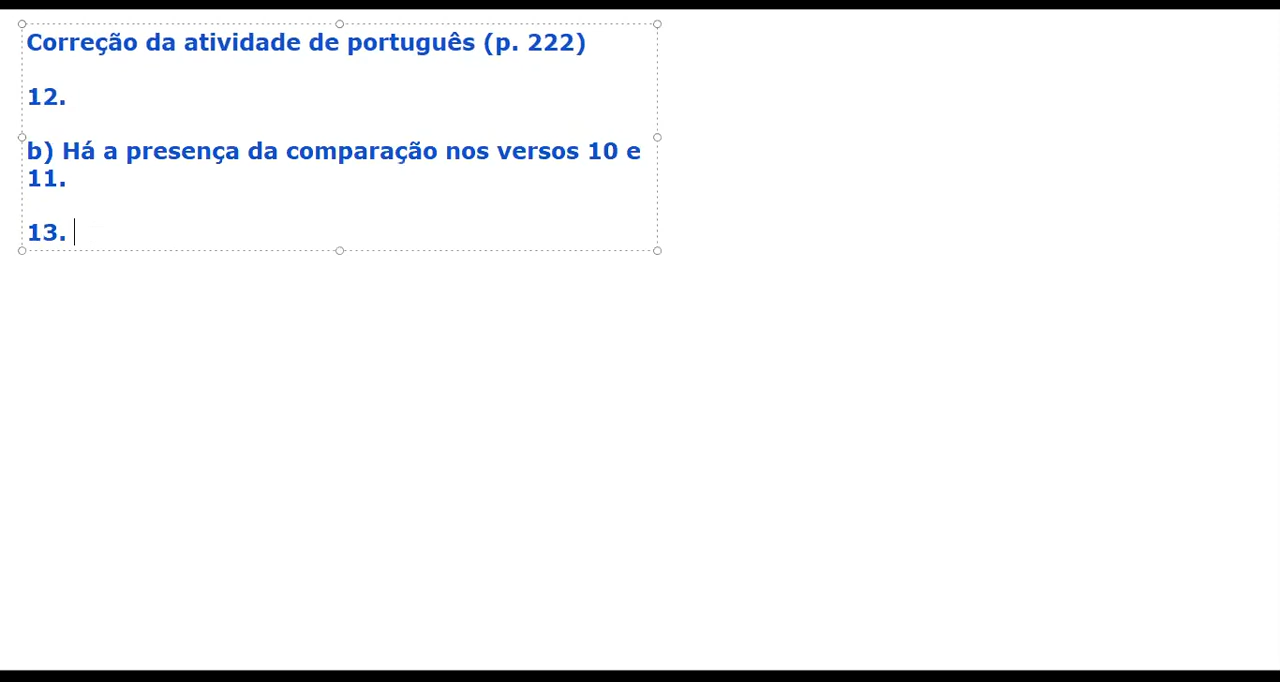 Correção da atividade de português (p. 222)
12.
b) Há a presença da comparação nos versos 10 e
11.
13.